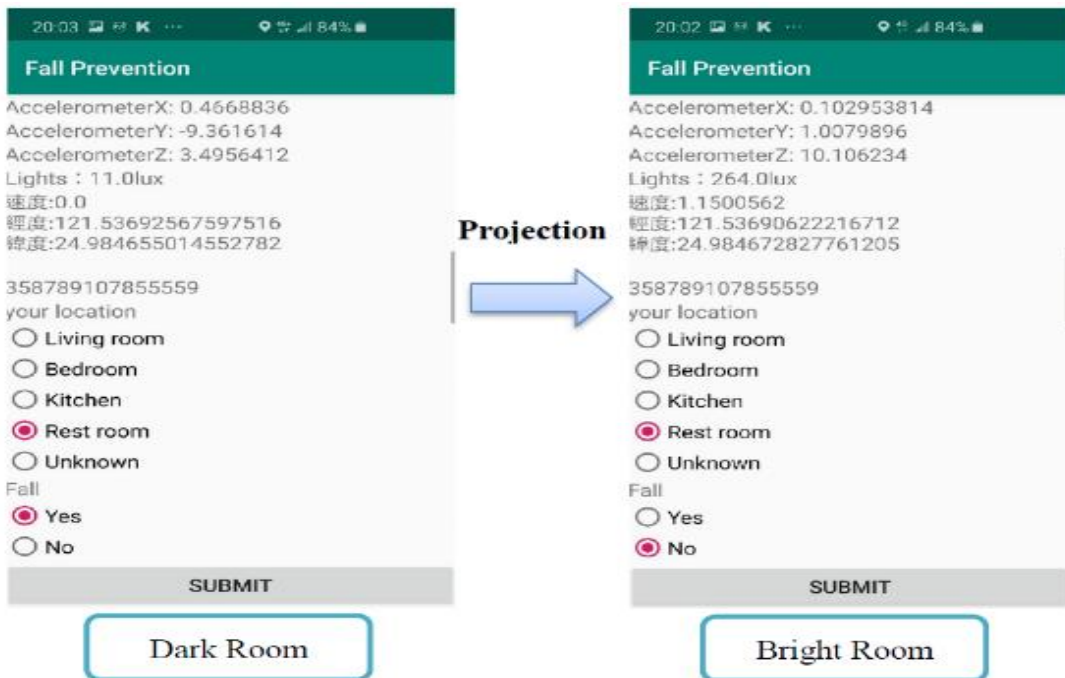 20:03 K ... 84%
Fall Prevention
AccelerometerX: 0.4668836
AccelerometerY: -9.361614
AccelerometerZ: 3.4956412
Lights：11.0lux
速度:0.0
經度:121.53692567597516
緯度:24.984655014552782
358789107855559
your location
Living room
Bedroom
Kitchen
Rest room
Unknown
Fall
Yes
No
SUBMIT
Dark Room
Projection
20:02 K ... 84%
Fall Prevention
AccelerometerX: 0.102953814
AccelerometerY: 1.0079896
AccelerometerZ: 10.106234
Lights：264.0lux
速度:1.1500562
經度:121.53690622216712
緯度:24.984672827761205
358789107855559
your location
Living room
Bedroom
Kitchen
Rest room
Unknown
Fall
Yes
No
SUBMIT
Bright Room